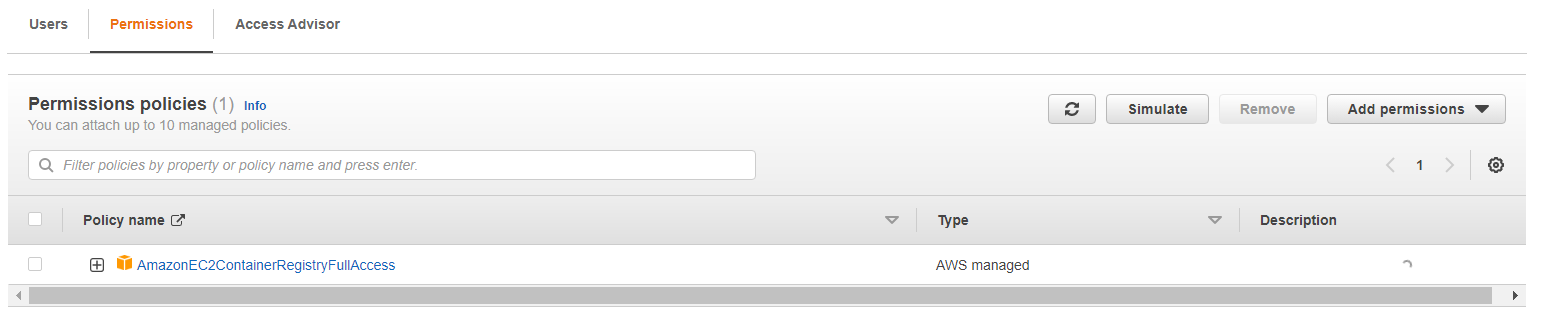 Users Permissions Access Advisor
Permissions policies (1) Info
You can attach up to 10 managed policies.
Simulate Remove Add permissions
Filter policies by property or policy name and press enter.
1
Policy name Type Description
AmazonEC2ContainerRegistryFullAccess AWS managed